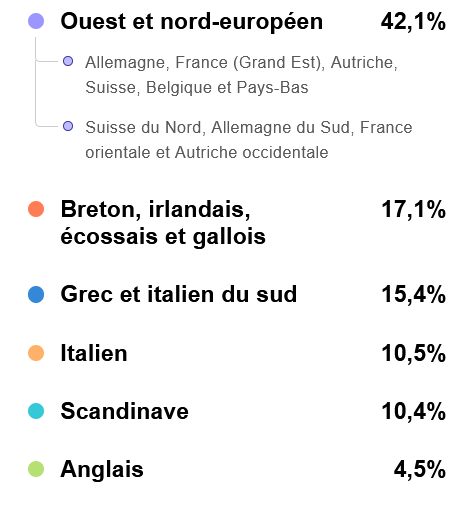 Ouest et nord-européen 42,1%
Allemagne, France (Grand Est), Autriche,
Suisse, Belgique et Pays-Bas
Suisse du Nord, Allemagne du Sud, France
orientale et Autriche occidentale
Breton, irlandais, 17,1%
écossais et gallois
Grec et italien du sud 15,4%
Italien 10,5%
Scandinave 10,4%
Anglais 4,5%